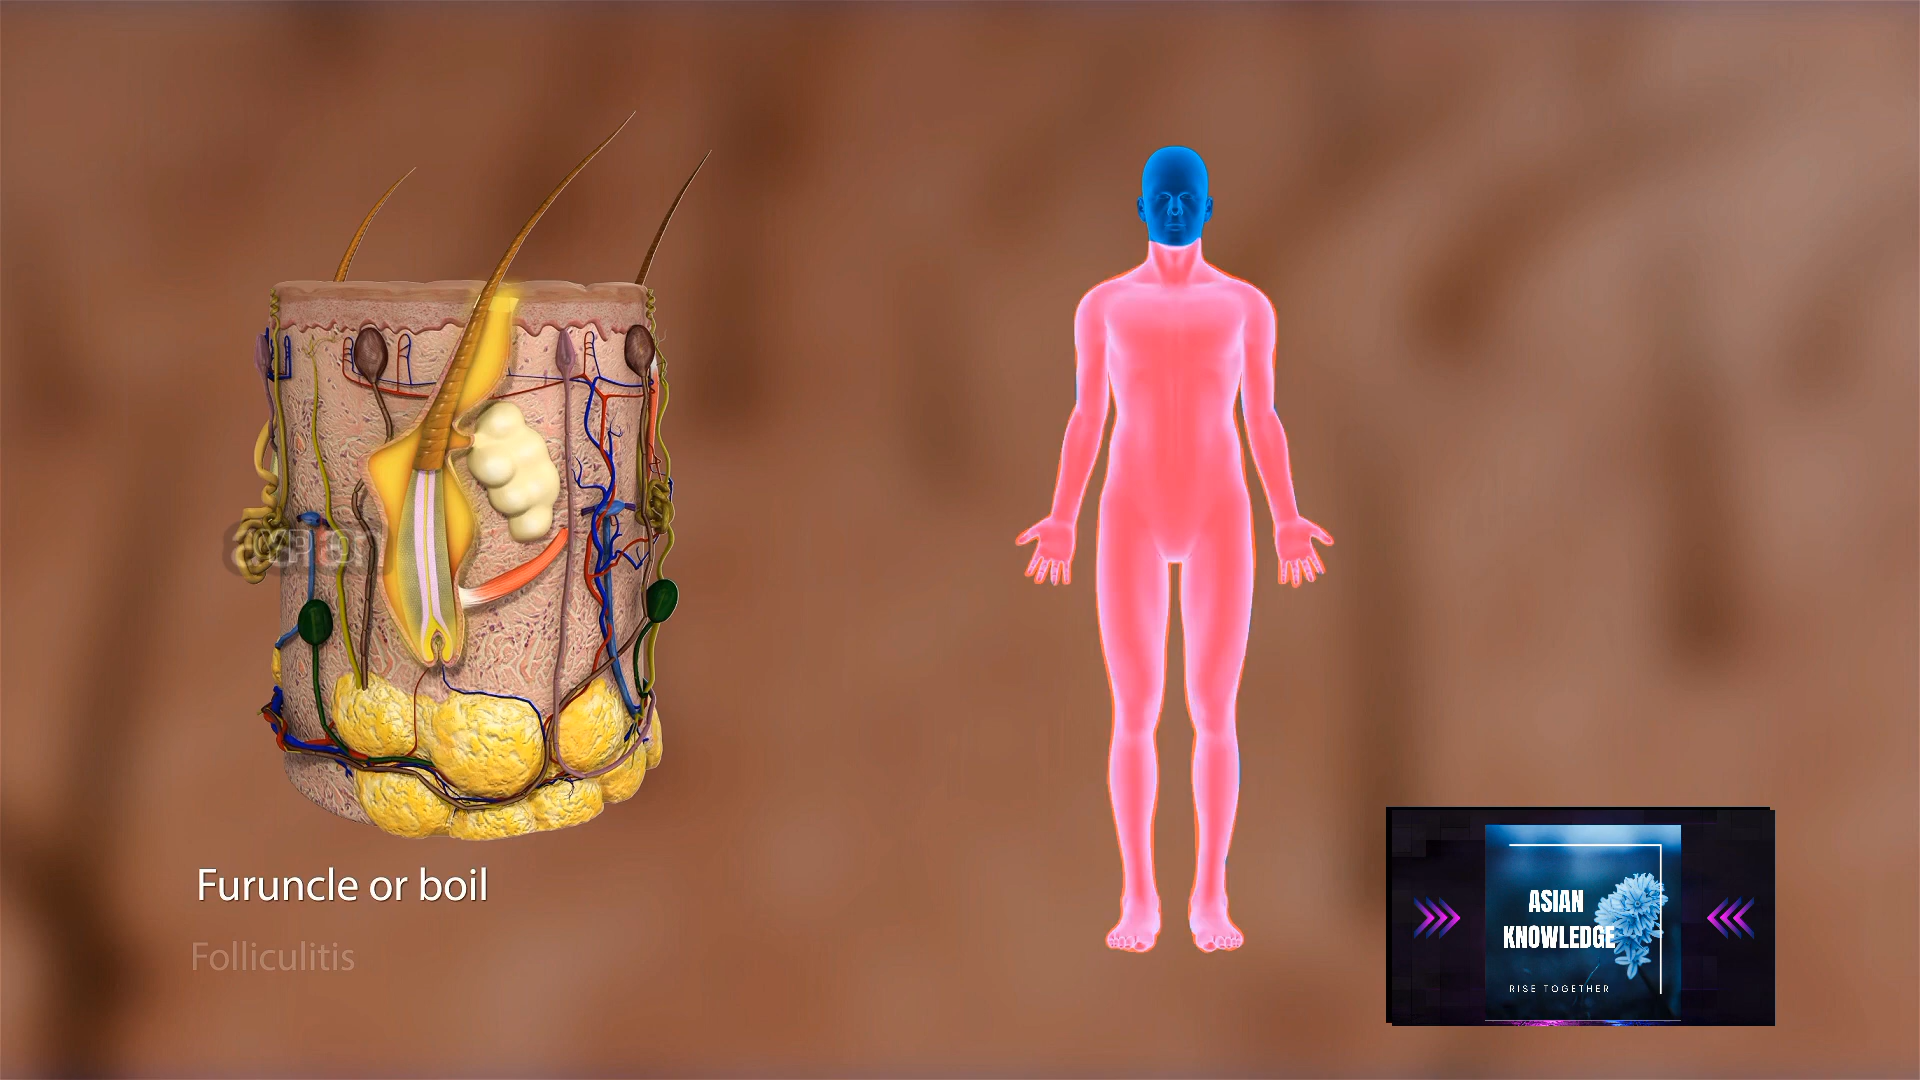 Furuncle or boil
Folliculitis
ASIAN
KNOWLEDGE
RISE TOGETHER